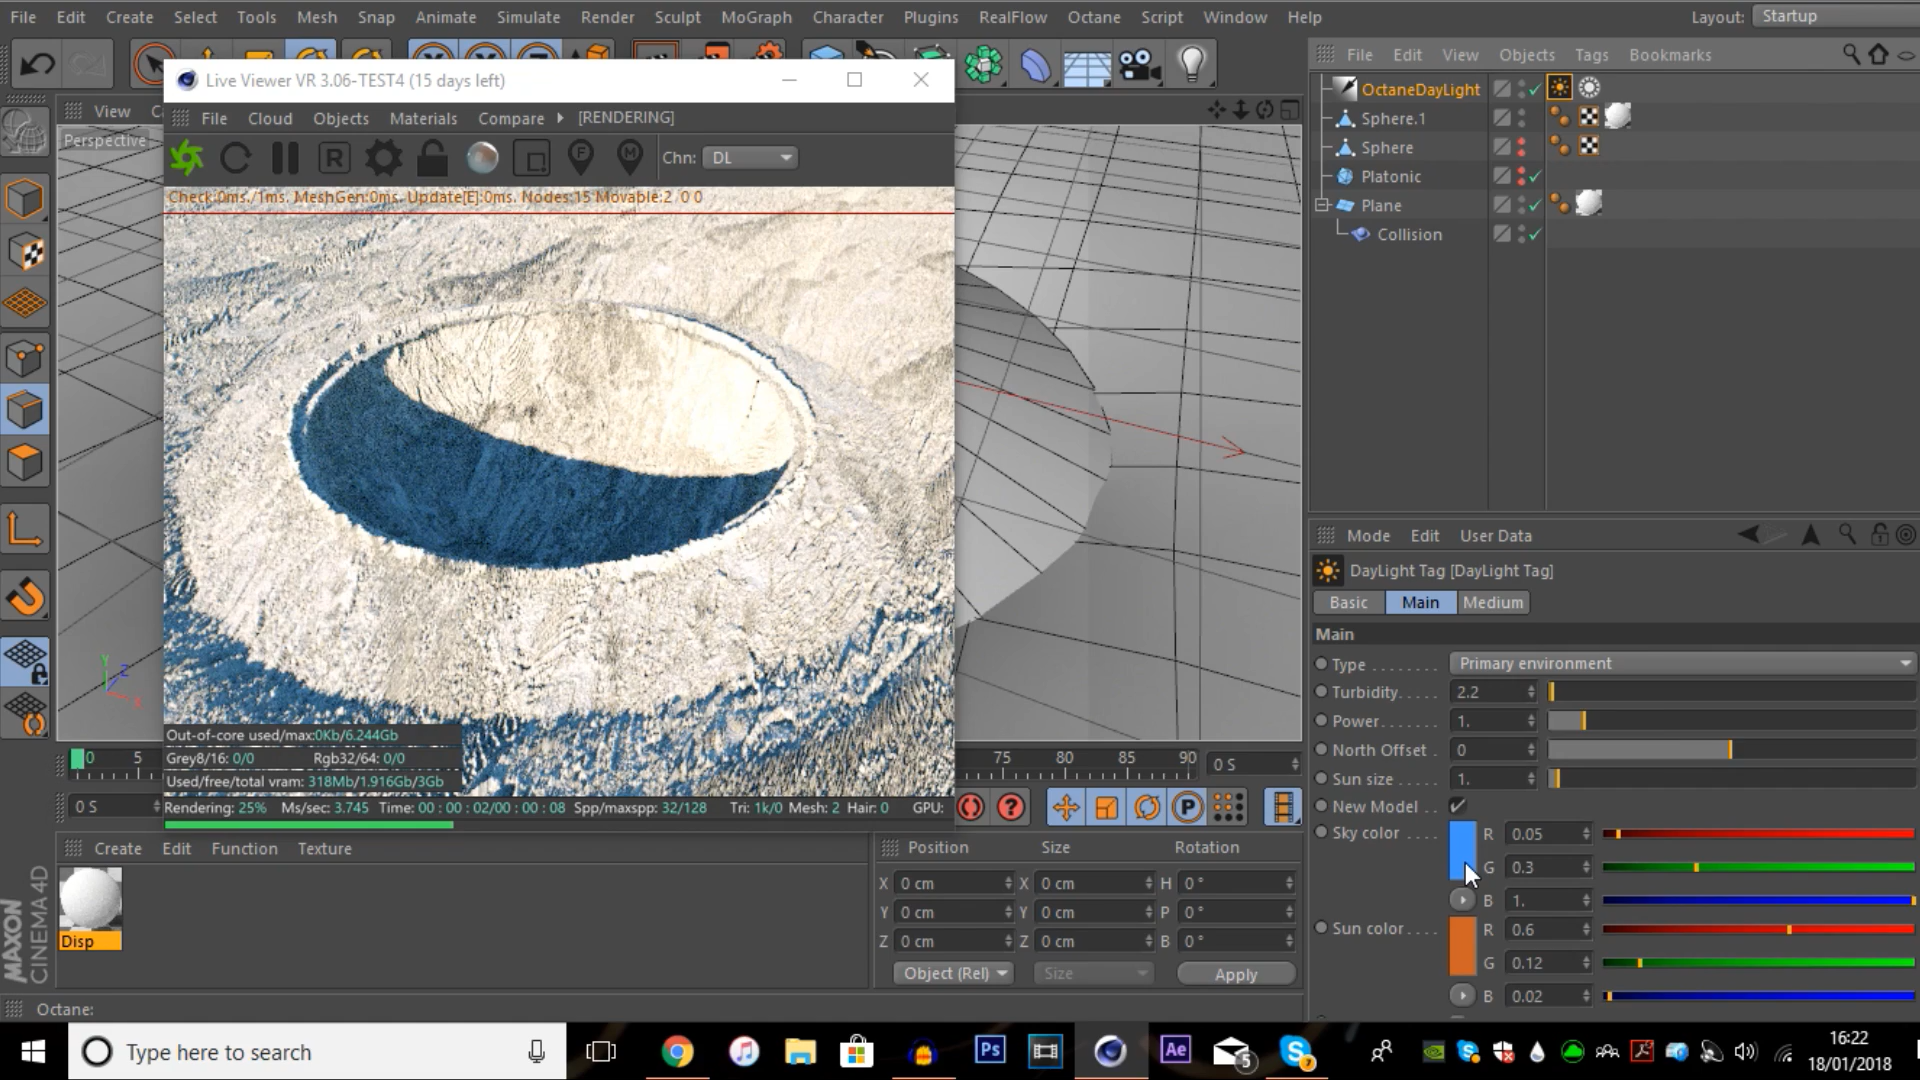 File Edit Create Select Tools Mesh Snap Animate Simulate Render Sculpt MoGraph Character Plugins RealFlow Octane Script Window Help Layout: Startup
File Edit View Objects Tags Bookmarks
Live Viewer VR 3.06-TEST4 (15 days left)
View
File Cloud Objects Materials Compare [RENDERING]
Perspective
R F M Chn: DL
Check:0ms./1ms. MeshGen:0ms. Update[E]:0ms. Nodes:15 Movable:2 0 0
OctaneDayLight
Sphere.1
Sphere
Platonic
Plane
Collision
Mode Edit User Data
DayLight Tag [DayLight Tag]
Basic Main Medium
Main
Type Primary environment
Turbidity 2.2
Power 1.
North Offset 0
Sun size 1.
New Model
Sky color R 0.05
G 0.3
B 1.
Sun color R 0.6
G 0.12
B 0.02
Y Z X
Out-of-core used/max:0Kb/6.244Gb
Grey8/16: 0/0 Rgb32/64: 0/0
Used/free/total vram: 318Mb/1.916Gb/3Gb
Rendering: 25% Ms/sec: 3.745 Time: 00 : 00 : 02/00 : 00 : 08 Spp/maxspp: 32/128 Tri: 1k/0 Mesh: 2 Hair: 0 GPU:
0 5 75 80 85 90 0 S
0 S
P
Create Edit Function Texture
Disp
Position Size Rotation
X 0 cm X 0 cm H 0 °
Y 0 cm Y 0 cm P 0 °
Z 0 cm Z 0 cm B 0 °
Object (Rel) Size Apply
MAXON
CINEMA 4D
Octane:
Type here to search
Ps Ae 5 7
16:22
18/01/2018